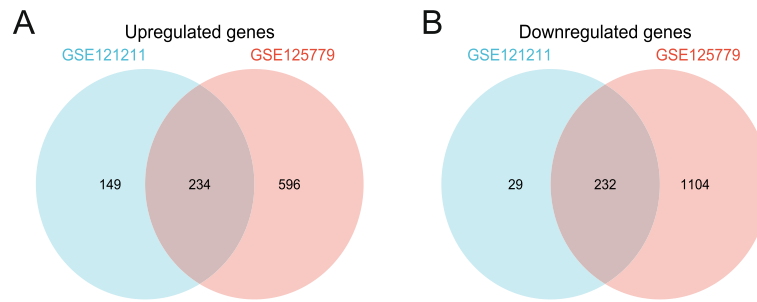 A
Upregulated genes
GSE121211
GSE125779
149
234
596
B
Downregulated genes
GSE121211
GSE125779
29
232
1104